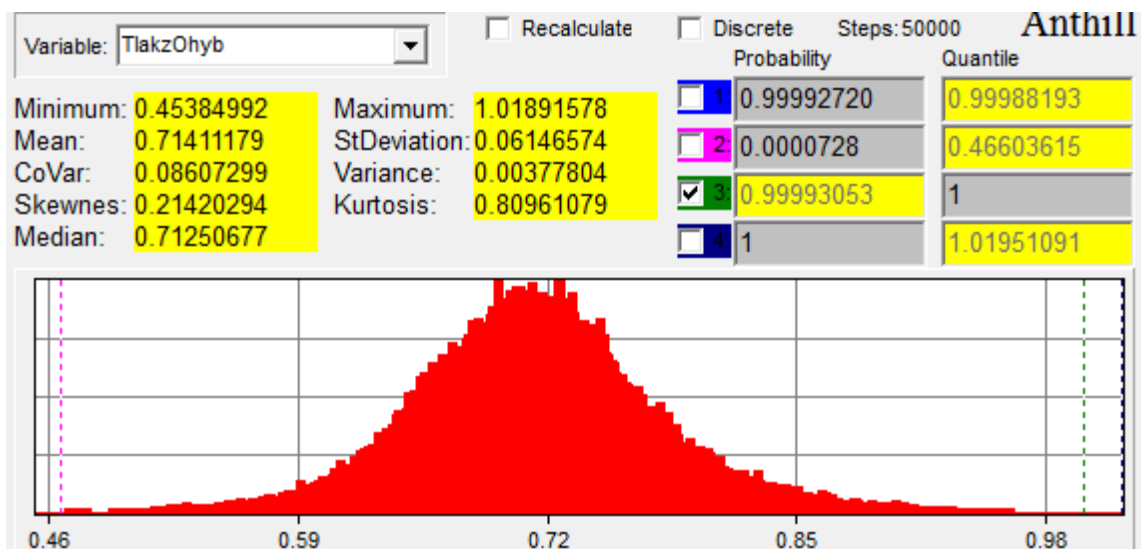 Variable: TlakzOhyb Recalculate Discrete Steps:50000 Anthill
Probability Quantile
Minimum: 0.45384992 Maximum: 1.01891578 1: 0.99992720 0.99988193
Mean: 0.71411179 StDeviation: 0.06146574 2: 0.0000728 0.46603615
CoVar: 0.08607299 Variance: 0.00377804 3: 0.99993053 1
Skewnes: 0.21420294 Kurtosis: 0.80961079
Median: 0.71250677 4: 1 1.01951091
0.46 0.59 0.72 0.85 0.98